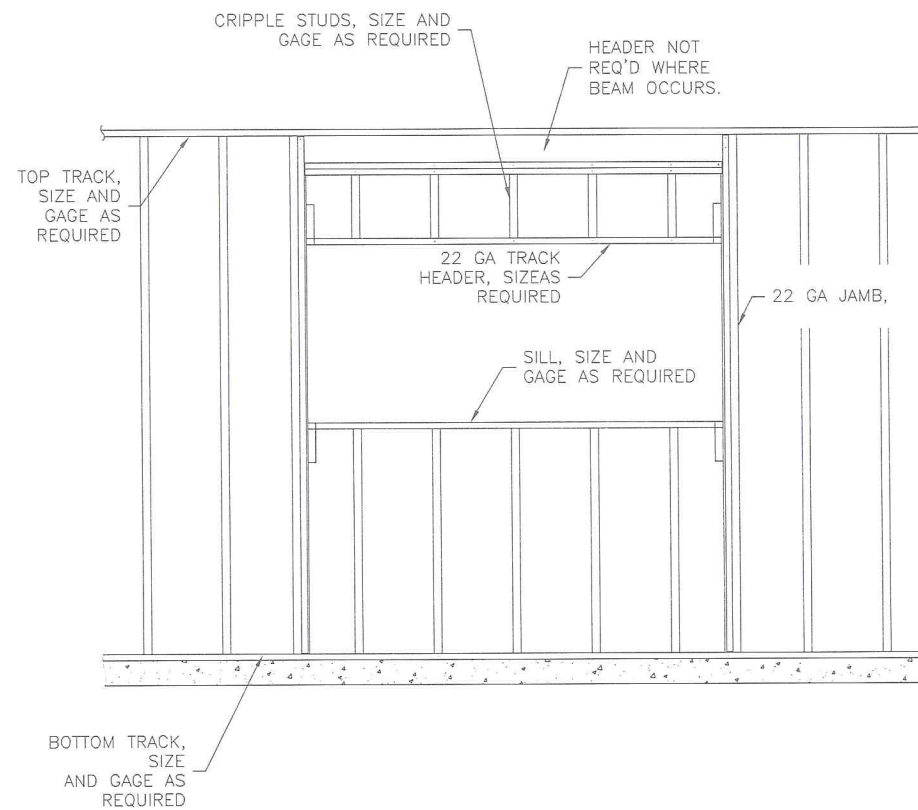 CRIPPLE STUDS, SIZE AND
GAGE AS REQUIRED
HEADER NOT
REQ'D WHERE
BEAM OCCURS.
TOP TRACK,
SIZE AND
GAGE AS
REQUIRED
22 GA TRACK
HEADER, SIZEAS
REQUIRED
22 GA JAMB,
SILL, SIZE AND
GAGE AS REQUIRED
BOTTOM TRACK,
SIZE
AND GAGE AS
REQUIRED